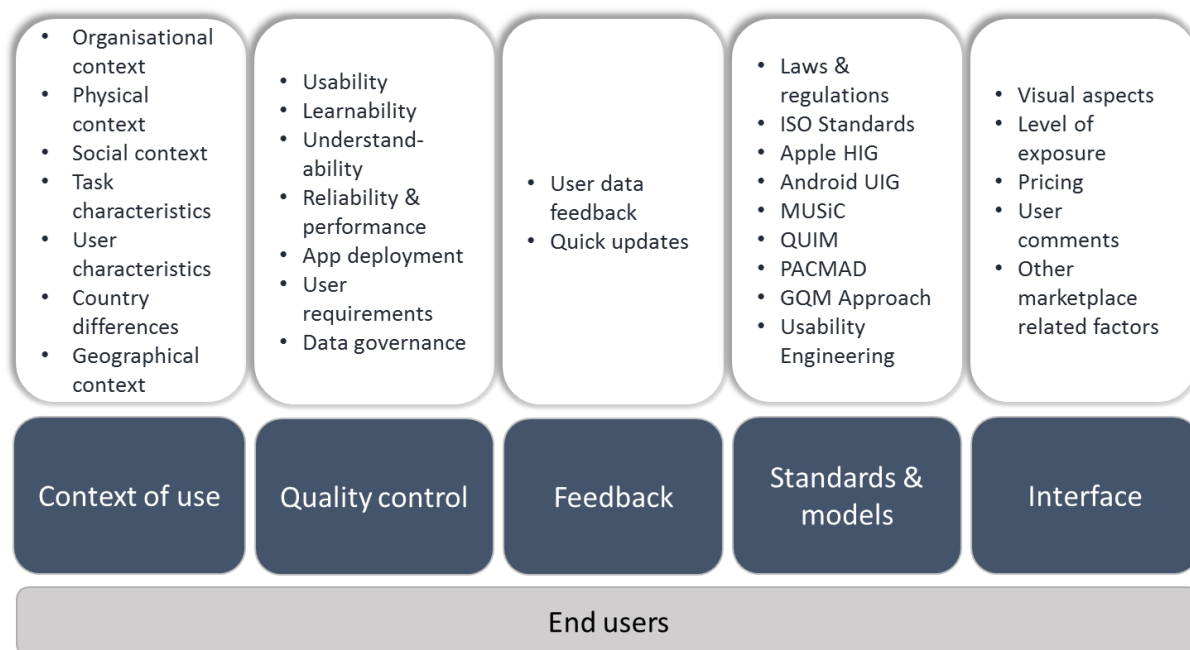 • Organisational
context
• Physical
context
• Social context
• Task
characteristics
• User
characteristics
• Country
differences
• Geographical
context
• Usability
• Learnability
• Understand-
ability
• Reliability &
performance
• App deployment
• User
requirements
• Data governance
• User data
feedback
• Quick updates
• Laws &
regulations
• ISO Standards
• Apple HIG
• Android UIG
• MUSiC
• QUIM
• PACMAD
• GQM Approach
• Usability
Engineering
• Visual aspects
• Level of
exposure
• Pricing
• User
comments
• Other
marketplace
related factors
Context of use
Quality control
Feedback
Standards &
models
Interface
End users